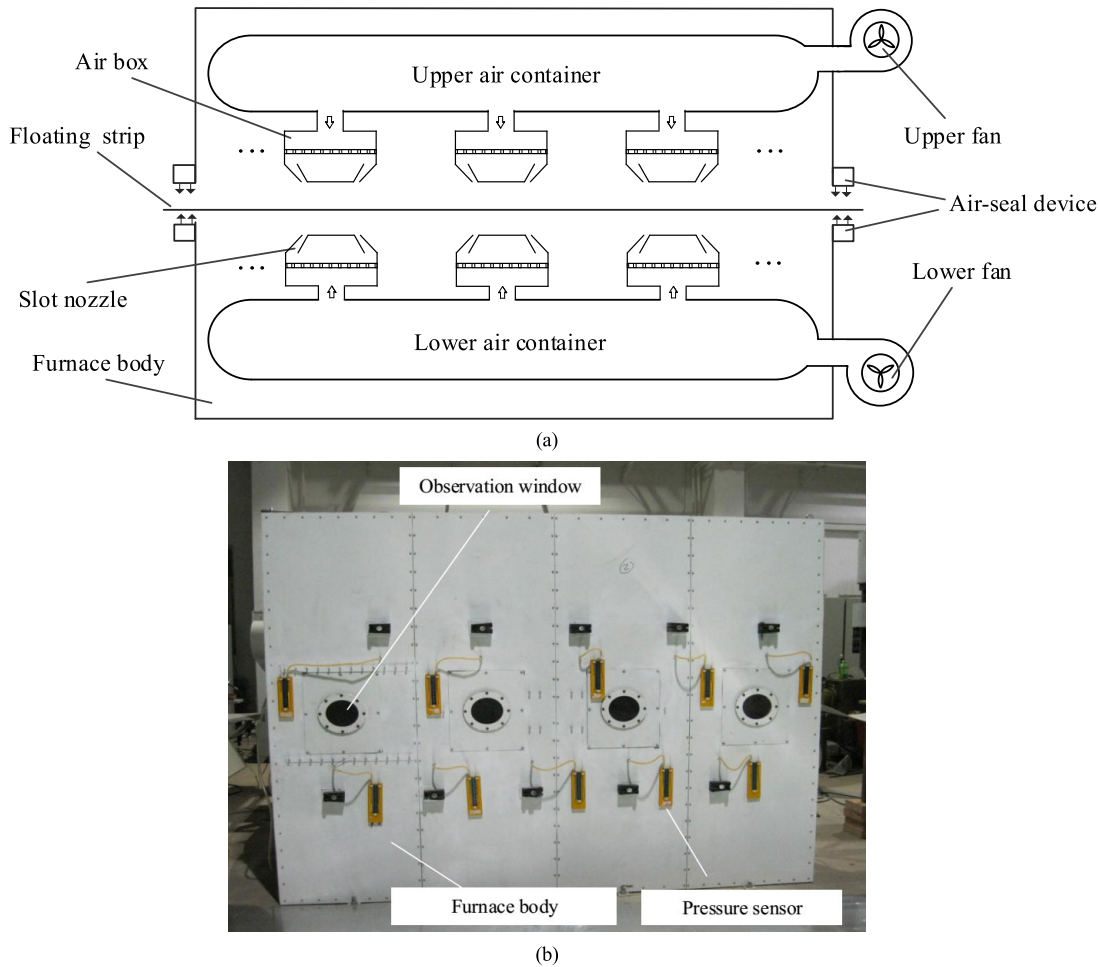 Air box
Upper air container
Floating strip
Upper fan
Air-seal device
Slot nozzle
Lower air container
Lower fan
Furnace body
(a)
Observation window
2
Furnace body
Pressure sensor
(b)